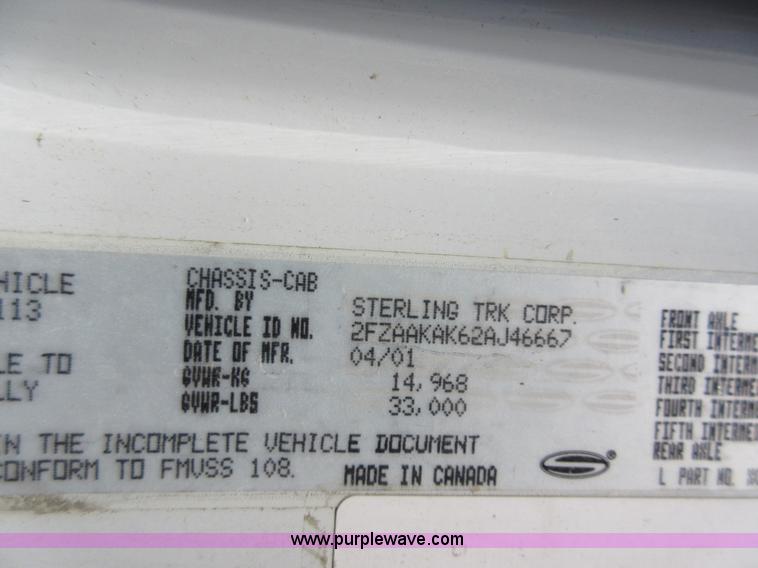 HICLE
113
LE TO
LLY
CHASSIS-CAB
MFD. BY STERLING TRK CORP.
VEHICLE ID NO. 2FZAAKAK62AJ46667
DATE OF MFR. 04/01
GVWR-KG 14,968
GVWR-LBS 33,000
IN THE INCOMPLETE VEHICLE DOCUMENT
CONFORM TO FMVSS 108.
MADE IN CANADA
FRONT AXLE
FIRST INTERME
SECOND INTERM
THIRD INTERME
FOURTH INTERM
FIFTH INTERME
REAR AXLE
L PART NO.
www.purplewave.com